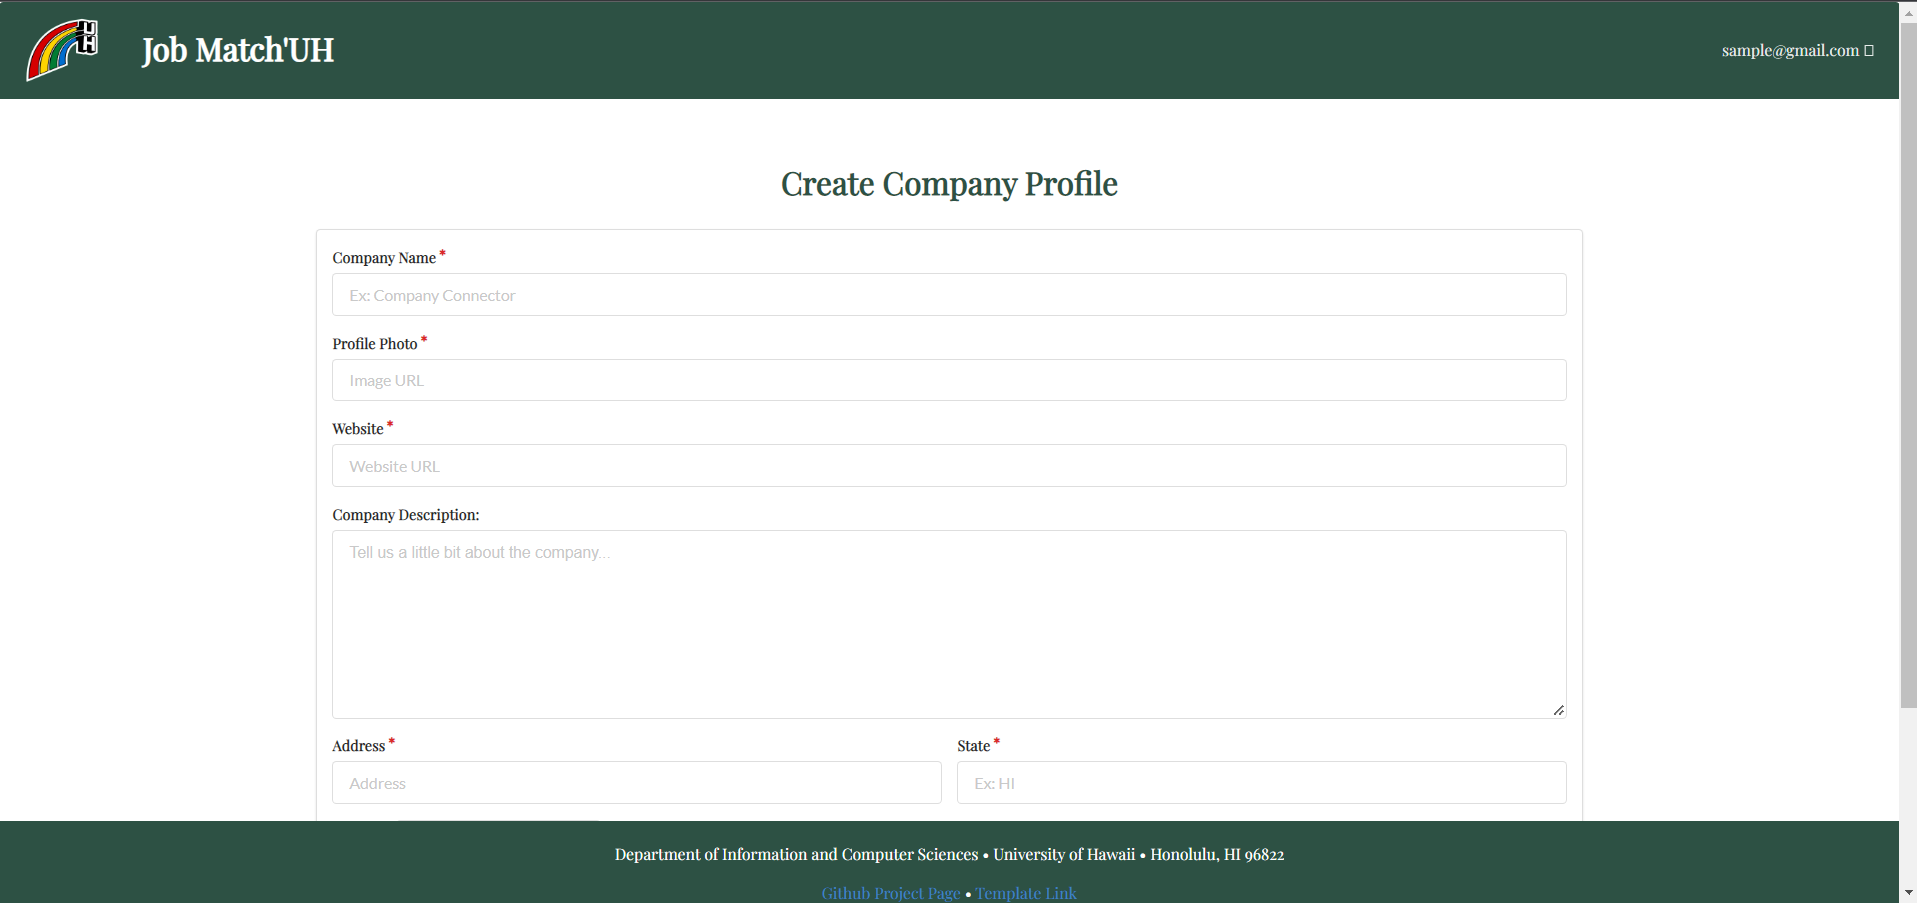 UH
Job Match'UH
sample@gmail.com
Create Company Profile
Company Name *
Ex: Company Connector
Profile Photo *
Image URL
Website *
Website URL
Company Description:
Tell us a little bit about the company...
Address * State *
Address Ex: HI
Department of Information and Computer Sciences • University of Hawaii • Honolulu, HI 96822
Github Project Page • Template Link